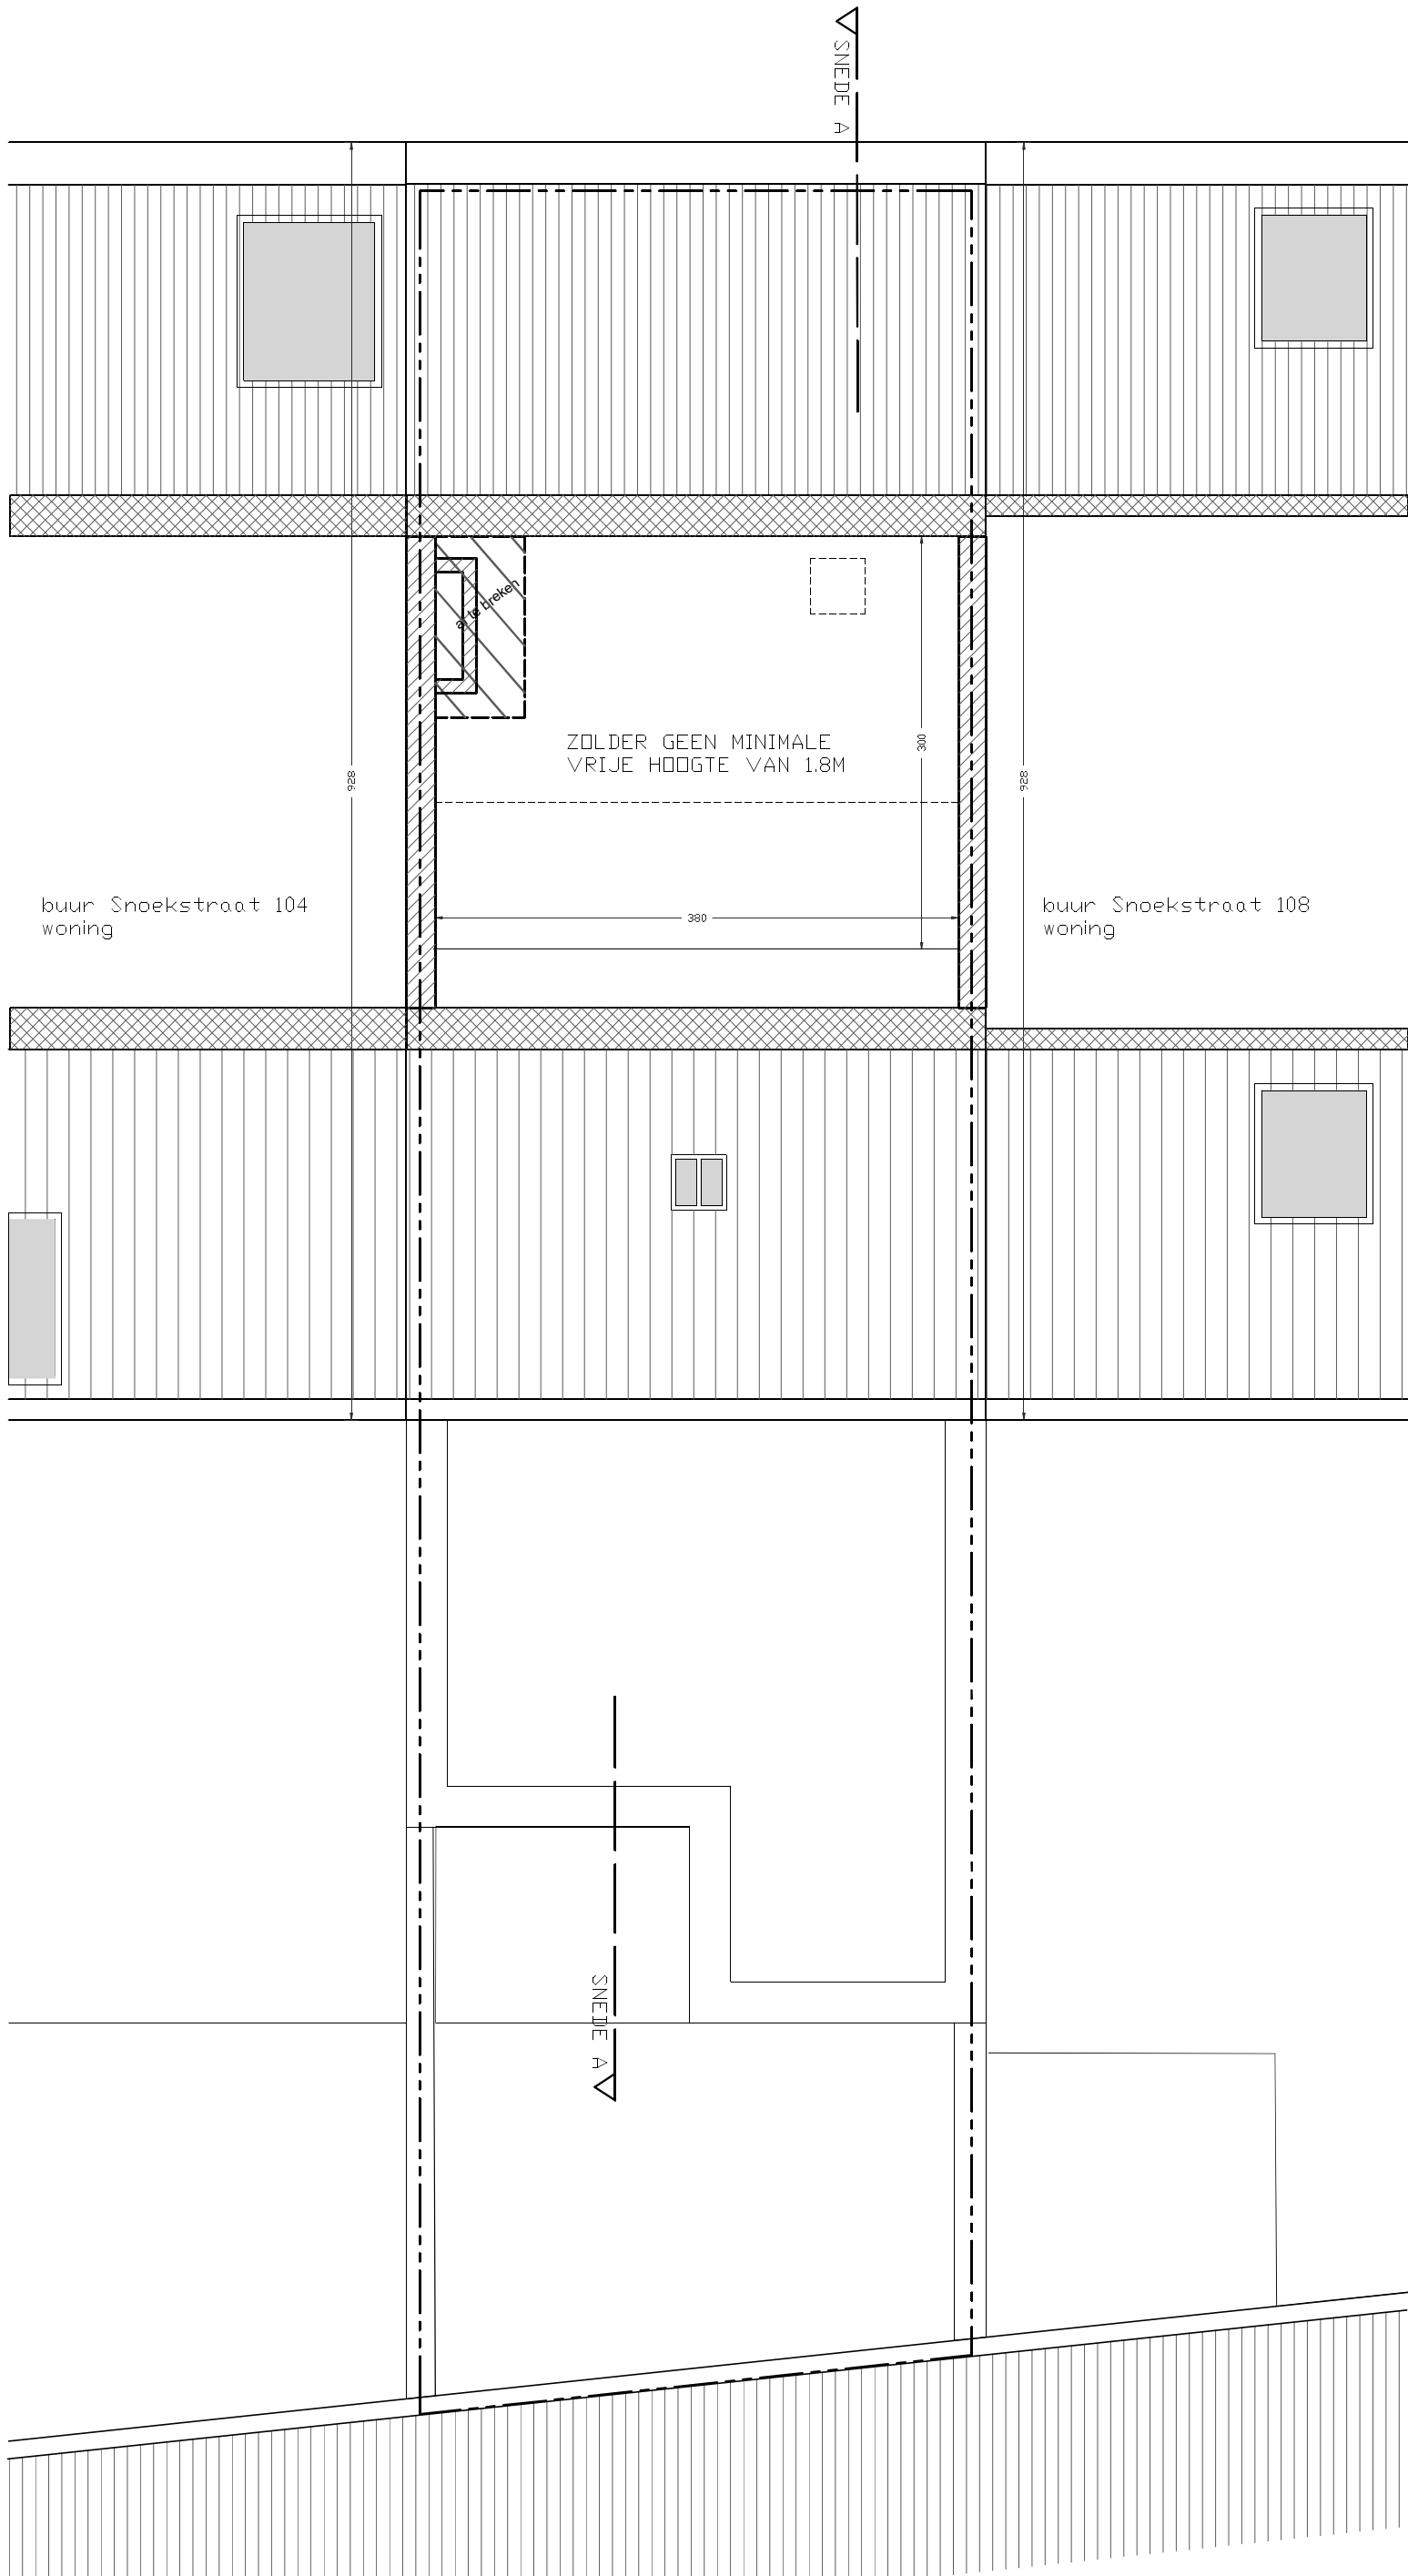 SNEDE A
af te breken
ZOLDER GEEN MINIMALE
VRIJE HOOGTE VAN 1.8M
300
928
928
buur Snoekstraat 104
woning
380
buur Snoekstraat 108
woning
SNEDE A